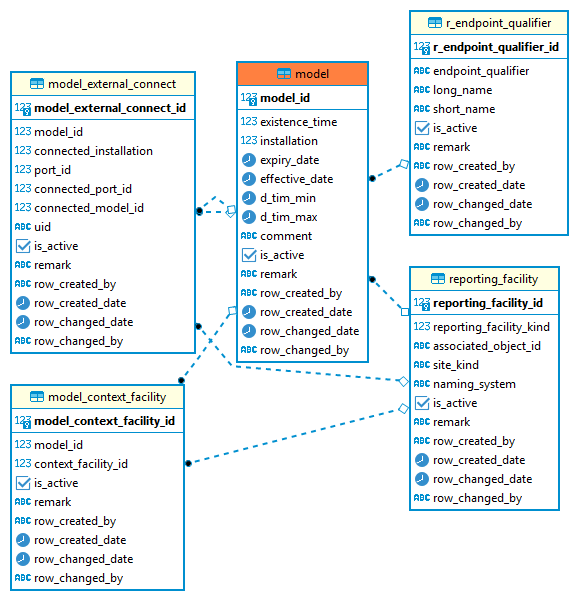 r_endpoint_qualifier
123 r_endpoint_qualifier_id
ABC endpoint_qualifier
ABC long_name
ABC short_name
is_active
ABC remark
ABC row_created_by
row_created_date
row_changed_date
ABC row_changed_by
model_external_connect
123 model_external_connect_id
123 model_id
123 connected_installation
123 port_id
123 connected_port_id
123 connected_model_id
ABC uid
is_active
ABC remark
ABC row_created_by
row_created_date
row_changed_date
ABC row_changed_by
model
123 model_id
123 existence_time
123 installation
expiry_date
effective_date
d_tim_min
d_tim_max
ABC comment
is_active
ABC remark
ABC row_created_by
row_created_date
row_changed_date
ABC row_changed_by
reporting_facility
123 reporting_facility_id
123 reporting_facility_kind
ABC associated_object_id
ABC site_kind
ABC naming_system
is_active
ABC remark
ABC row_created_by
row_created_date
row_changed_date
ABC row_changed_by
model_context_facility
123 model_context_facility_id
123 model_id
123 context_facility_id
is_active
ABC remark
ABC row_created_by
row_created_date
row_changed_date
ABC row_changed_by